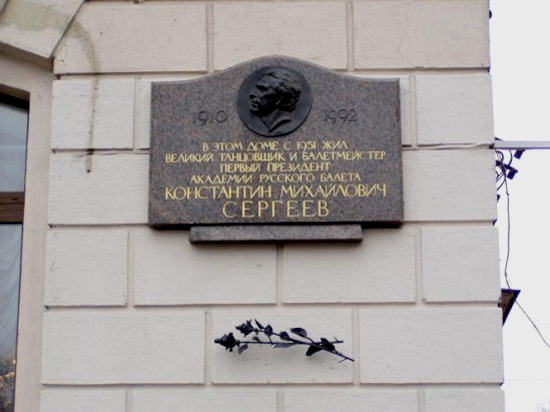 1910 1992
В ЭТОМ ДОМЕ С 1951 ЖИЛ
ВЕЛИКИЙ ТАНЦОВЩИК И БАЛЕТМЕЙСТЕР
ПЕРВЫЙ ПРЕЗИДЕНТ
АКАДЕМИИ РУССКОГО БАЛЕТА
КОНСТАНТИН МИХАЙЛОВИЧ
СЕРГЕЕВ